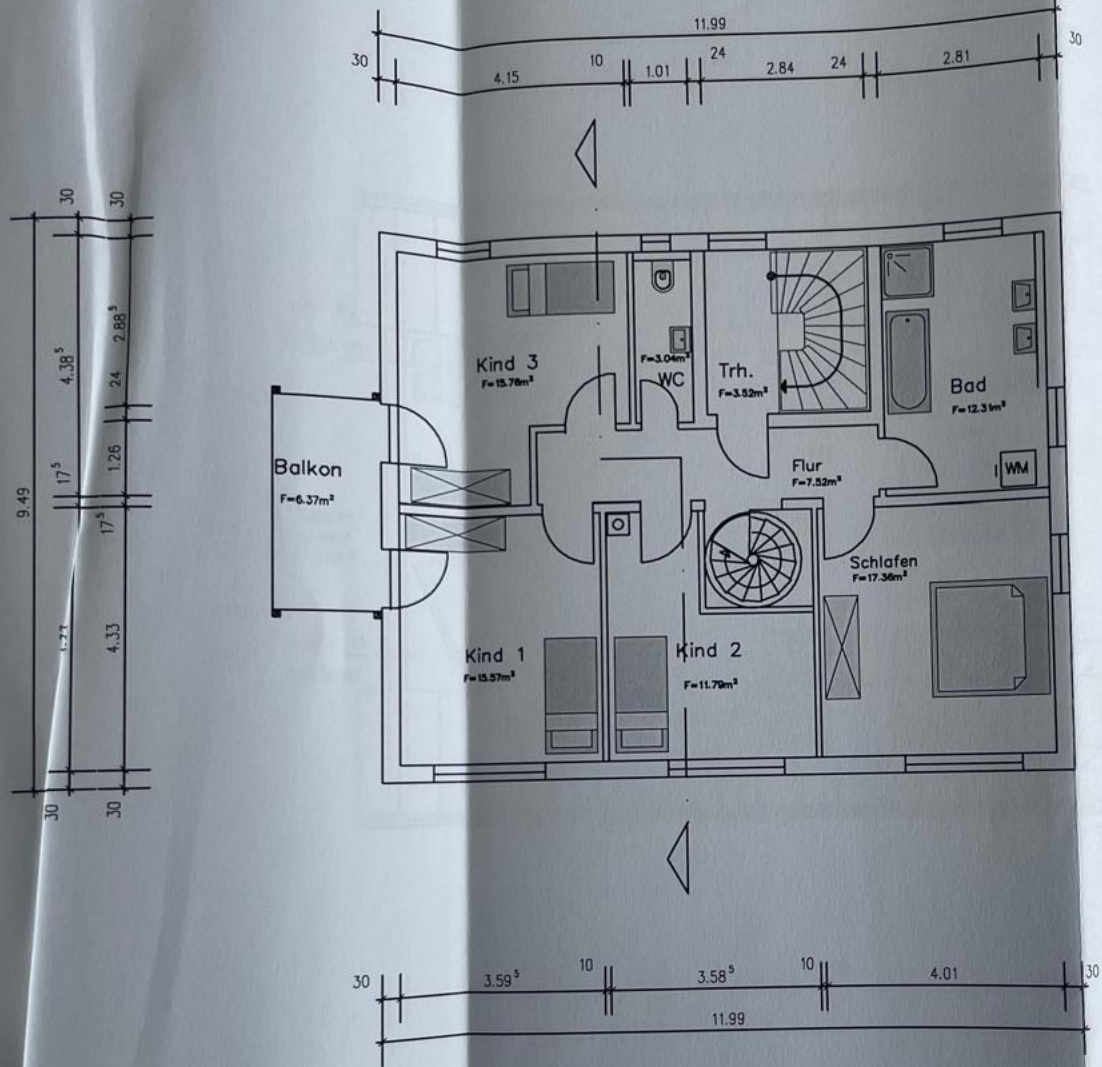 11.99
30 4.15 10 1.01 24 2.84 24 2.81 30
30
30
4.38⁵
2.88⁵
24
1.26
17⁵
17⁵
9.49
4.33
30
30
Kind 3
F=15.76m²
F=3.04m²
WC
Trh.
F=3.52m²
Bad
F=12.31m²
WM
Balkon
F=6.37m²
Flur
F=7.52m²
Schlafen
F=17.36m²
Kind 1
F=15.57m²
Kind 2
F=11.79m²
30 3.59⁵ 10 3.58⁵ 10 4.01 30
11.99